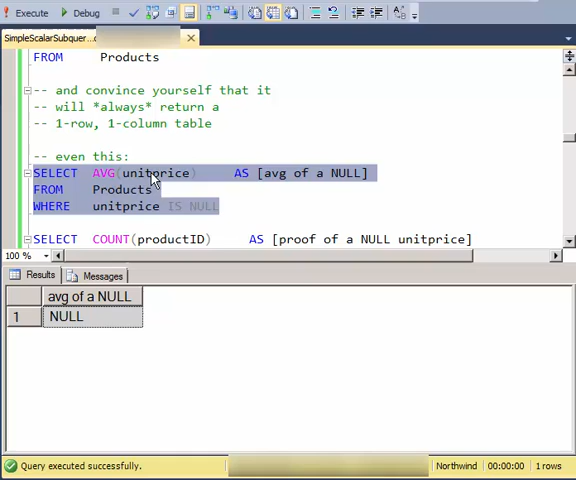 Execute Debug
SimpleScalarSubquer...
FROM Products
-- and convince yourself that it
-- will *always* return a
-- 1-row, 1-column table
-- even this:
SELECT AVG(unitprice) AS [avg of a NULL]
FROM Products
WHERE unitprice IS NULL
SELECT COUNT(productID) AS [proof of a NULL unitprice]
100 %
Results Messages
avg of a NULL
1 NULL
Query executed successfully. Northwind 00:00:00 1 rows